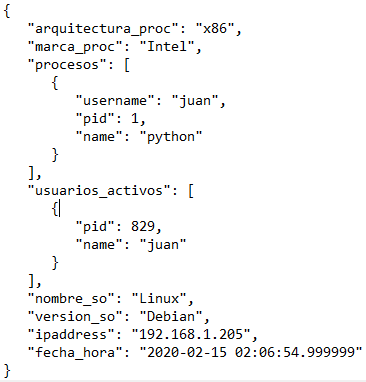 {
   "arquitectura_proc": "x86",
   "marca_proc": "Intel",
   "procesos": [
      {
         "username": "juan",
         "pid": 1,
         "name": "python"
      }
   ],
   "usuarios_activos": [
      {
         "pid": 829,
         "name": "juan"
      }
   ],
   "nombre_so": "Linux",
   "version_so": "Debian",
   "ipaddress": "192.168.1.205",
   "fecha_hora": "2020-02-15 02:06:54.999999"
}